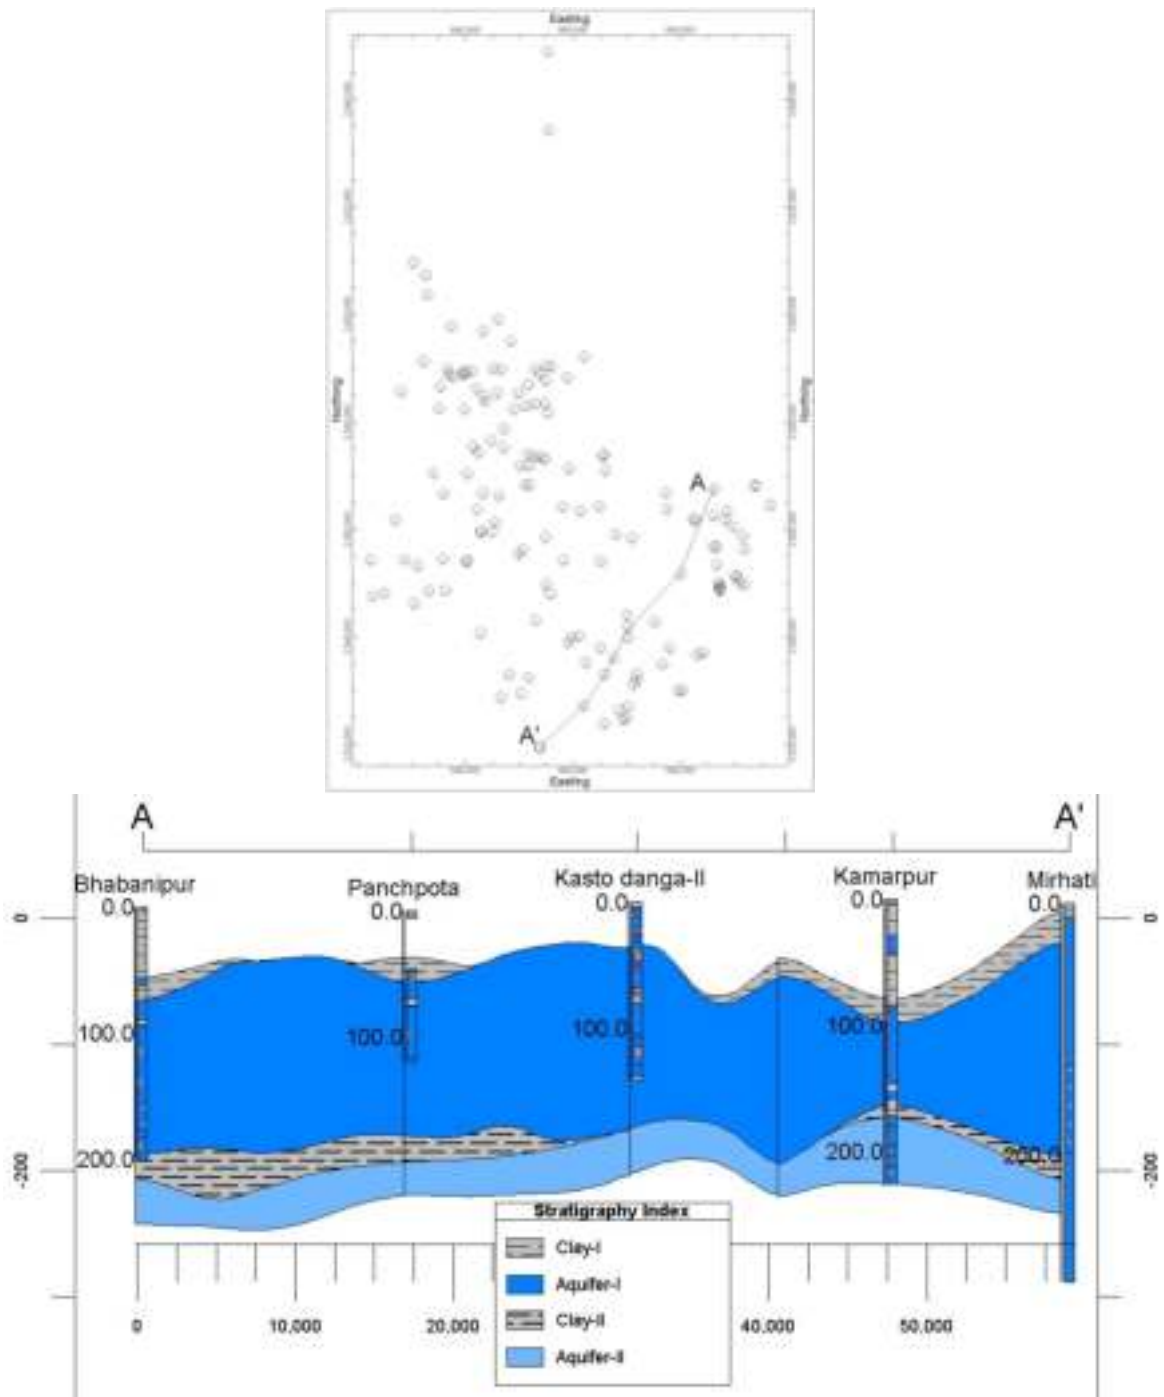 Easting
Northing
Northing
A
A'
Easting
A
A'
Bhabanipur
Panchpota
Kasto danga-II
Kamarpur
Mirhati
0.0
0.0
0.0
0.0
0.0
0
0
100.0
100.0
100.0
100.0
200.0
200.0
200.0
-200
-200
Stratigraphy Index
Clay-I
Aquifer-I
Clay-II
Aquifer-II
0
10,000
20,000
40,000
50,000